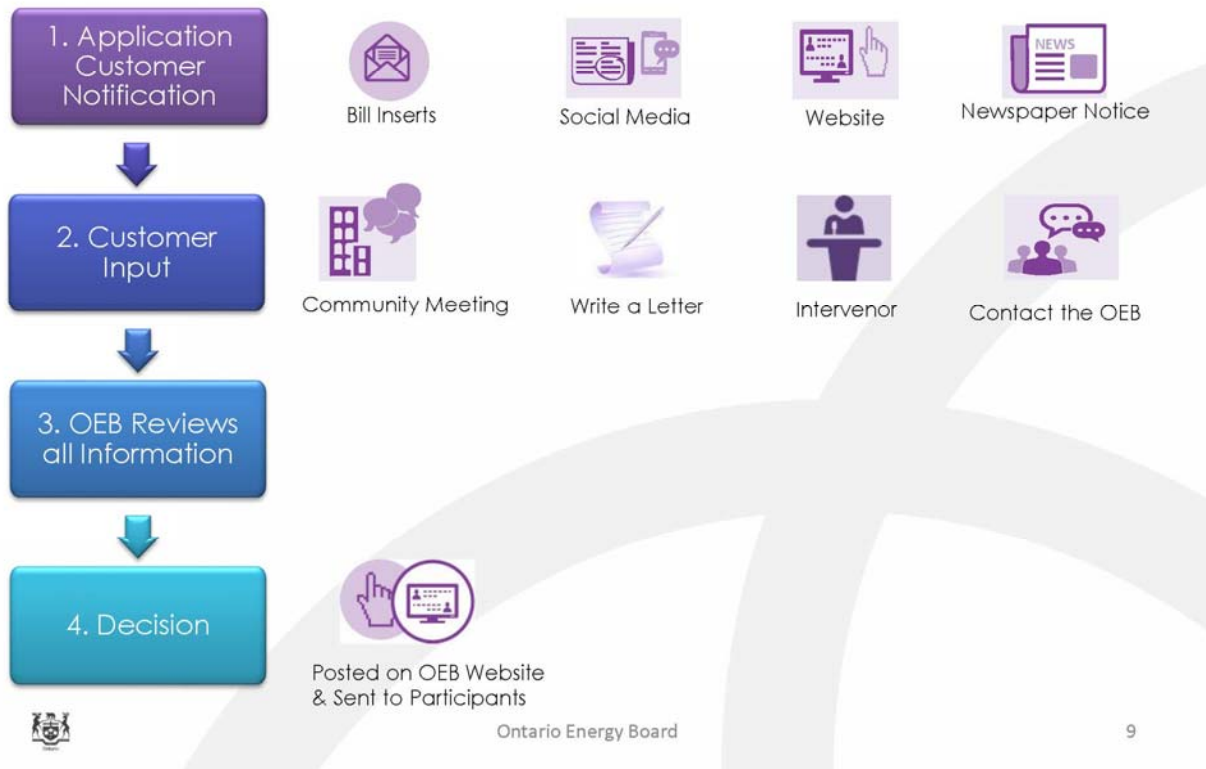 1. Application
Customer
Notification
Bill Inserts
Social Media
Website
NEWS
Newspaper Notice
2. Customer
Input
Community Meeting
Write a Letter
Intervenor
Contact the OEB
3. OEB Reviews
all Information
4. Decision
Posted on OEB Website
& Sent to Participants
Ontario Energy Board
9